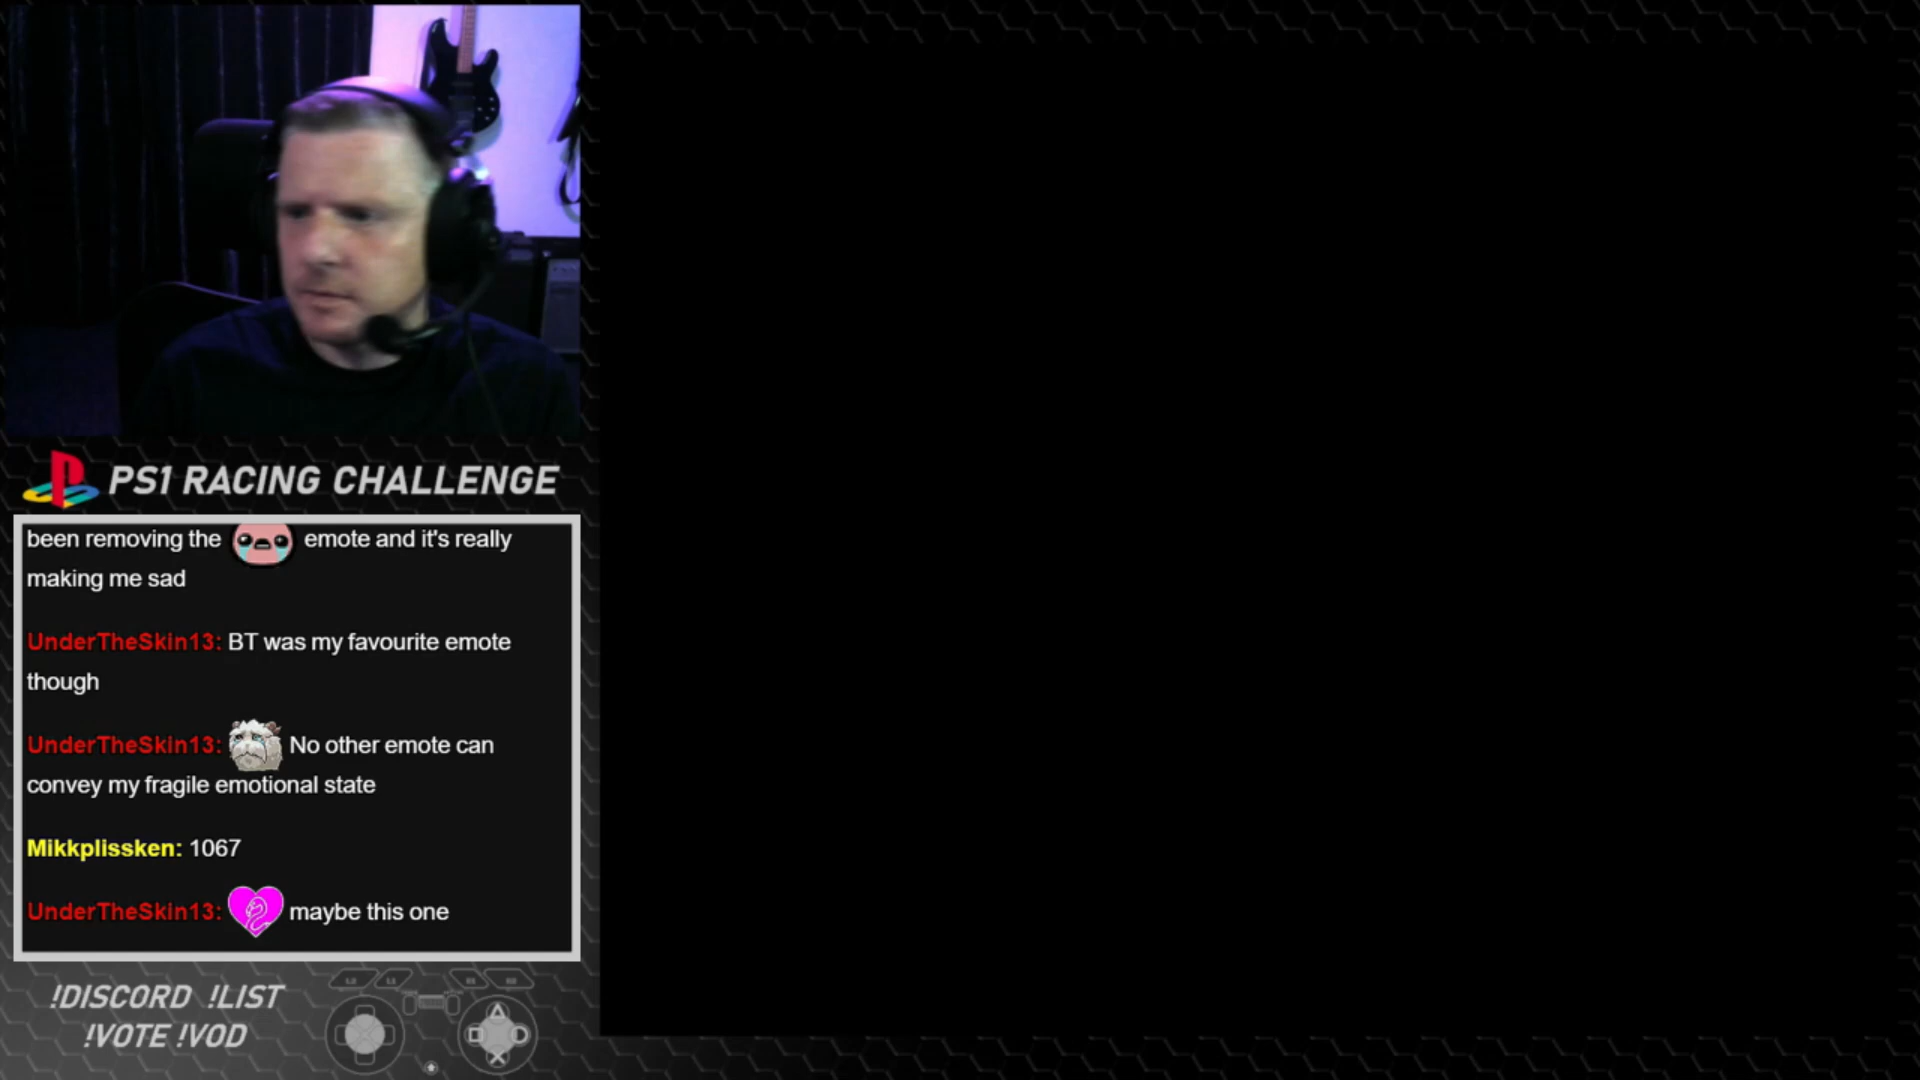 PS1 RACING CHALLENGE
been removing the emote and it's really
making me sad
UnderTheSkin13: BT was my favourite emote
though
UnderTheSkin13: No other emote can
convey my fragile emotional state
Mikkplissken: 1067
UnderTheSkin13: maybe this one
!DISCORD !LIST
!VOTE !VOD